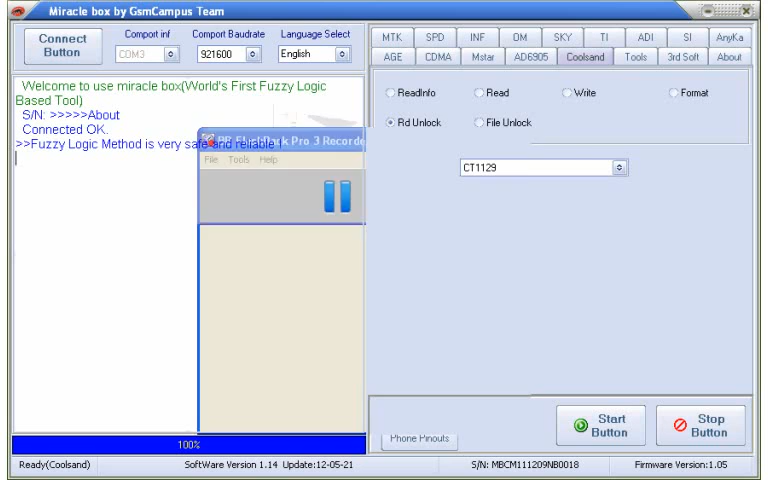 Miracle box by GsmCampus Team
Connect
Button
Comport inf
COM3
Comport Baudrate
921600
Language Select
English
MTK SPD INF OM SKY TI ADI SI AnyKa
AGE CDMA Mstar AD6905 Coolsand Tools 3rd Soft About
Welcome to use miracle box(World's First Fuzzy Logic
Based Tool)
S/N: >>>>>About
Connected OK.
>>Fuzzy Logic Method is very safe and reliable !
Pack Pro 3 Recorde
File Tools Help
ReadInfo Read Write Format
Rd Unlock File Unlock
CT1129
Start
Button
Stop
Button
Phone Pinouts
100%
Ready(Coolsand) SoftWare Version 1.14 Update:12-05-21 S/N: MBCM111209NB0018 Firmware Version:1.05